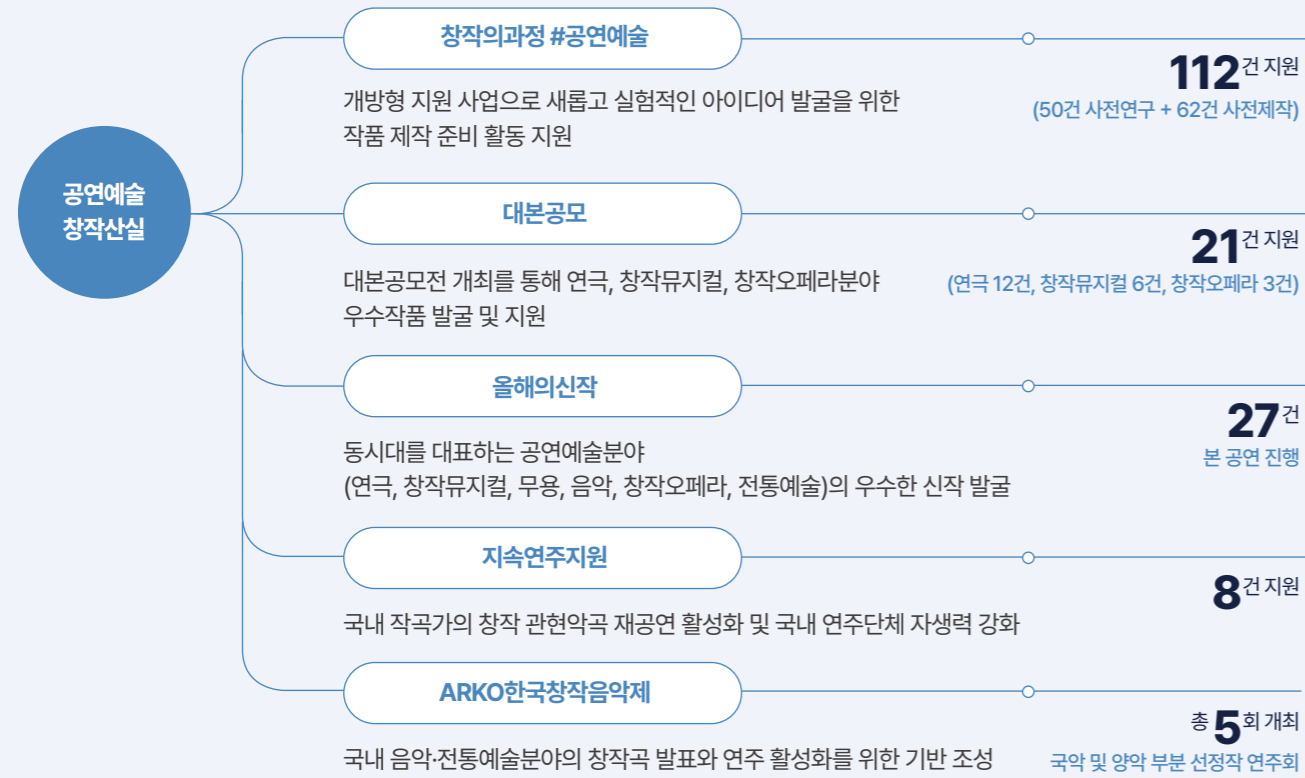 공연예술
창작산실
창작의과정 #공연예술
112건 지원
(50건 사전연구 + 62건 사전제작)
개방형 지원 사업으로 새롭고 실험적인 아이디어 발굴을 위한
작품 제작 준비 활동 지원
대본공모
21건 지원
(연극 12건, 창작뮤지컬 6건, 창작오페라 3건)
대본공모전 개최를 통해 연극, 창작뮤지컬, 창작오페라분야
우수작품 발굴 및 지원
올해의신작
27건
본 공연 진행
동시대를 대표하는 공연예술분야
(연극, 창작뮤지컬, 무용, 음악, 창작오페라, 전통예술)의 우수한 신작 발굴
지속연주지원
8건 지원
국내 작곡가의 창작 관현악곡 재공연 활성화 및 국내 연주단체 자생력 강화
ARKO한국창작음악제
총 5회 개최
국악 및 양악 부분 선정작 연주회
국내 음악·전통예술분야의 창작곡 발표와 연주 활성화를 위한 기반 조성